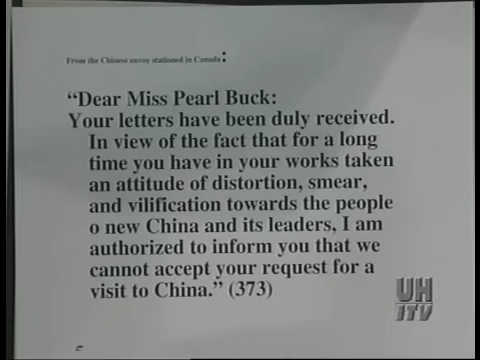 From the Chinese envoy stationed in Canada:
“Dear Miss Pearl Buck:
Your letters have been duly received.
In view of the fact that for a long
time you have in your works taken
an attitude of distortion, smear,
and vilification towards the people
o new China and its leaders, I am
authorized to inform you that we
cannot accept your request for a
visit to China.” (373)
UH
ITV